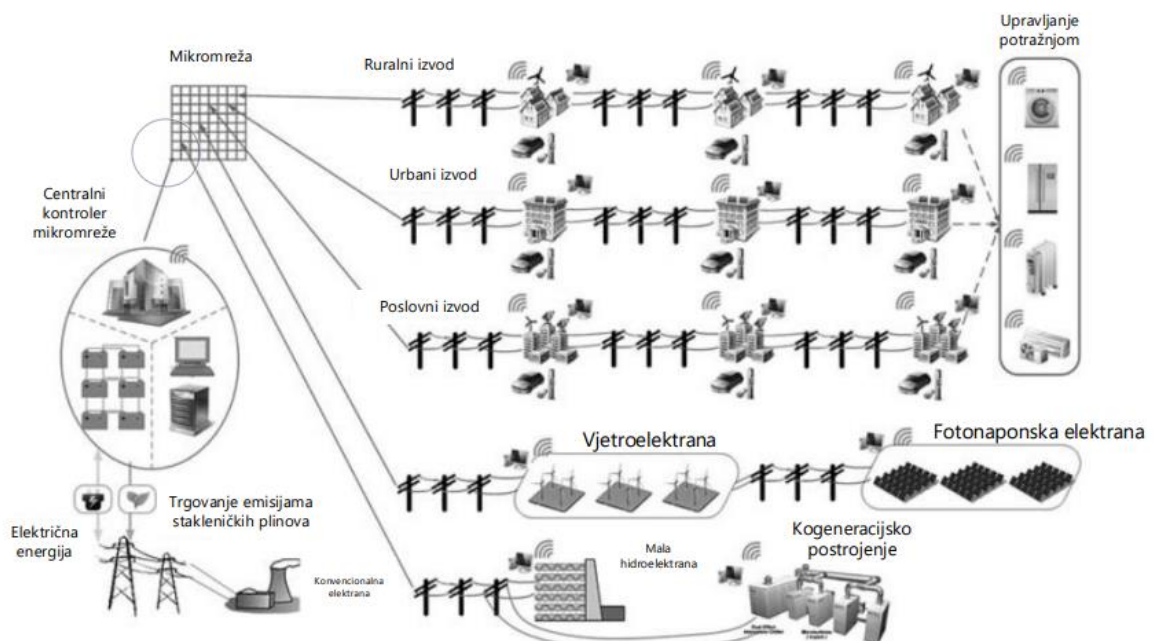 Mikromreža
Ruralni izvod
Upravljanje
potražnjom
Urbani izvod
Centralni
kontroler
mikromreže
Poslovni izvod
Vjetroelektrana
Fotonaponska elektrana
Trgovanje emisijama
stakleničkih plinova
Električna
energija
Konvencionalna
elektrana
Mala
hidroelektrana
Kogeneracijsko
postrojenje